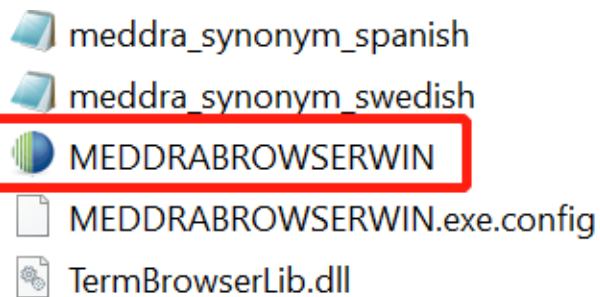 meddra_synonym_spanish
meddra_synonym_swedish
MEDDRABROWSERWIN
MEDDRABROWSERWIN.exe.config
TermBrowserLib.dll